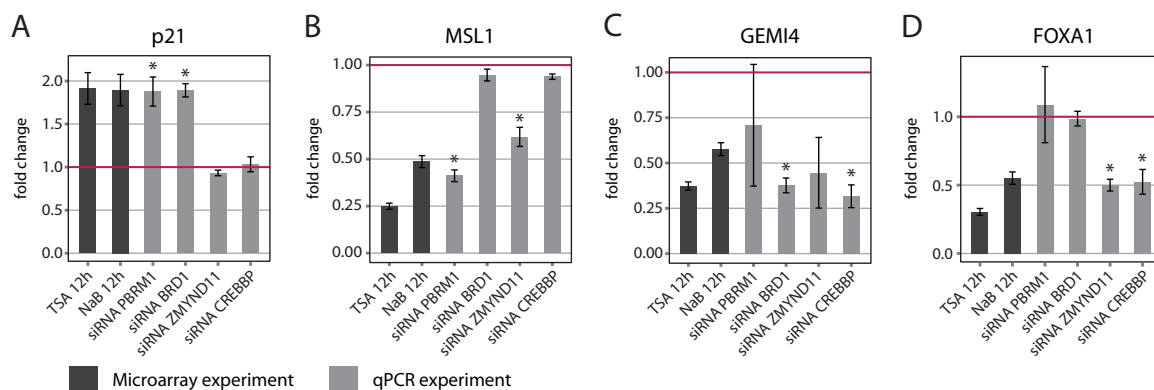 A
p21
fold change
2.0
1.5
1.0
0.5
0.0
*
*
TSA 12h
NaB 12h
siRNA PBRM1
siRNA BRD1
siRNA ZMYND11
siRNA CREBBP
B
MSL1
fold change
1.00
0.75
0.50
0.25
0.00
*
*
TSA 12h
NaB 12h
siRNA PBRM1
siRNA BRD1
siRNA ZMYND11
siRNA CREBBP
C
GEMI4
fold change
1.00
0.75
0.50
0.25
0.00
*
*
TSA 12h
NaB 12h
siRNA PBRM1
siRNA BRD1
siRNA ZMYND11
siRNA CREBBP
D
FOXA1
fold change
1.0
0.5
0.0
*
*
TSA 12h
NaB 12h
siRNA PBRM1
siRNA BRD1
siRNA ZMYND11
siRNA CREBBP
Microarray experiment
qPCR experiment